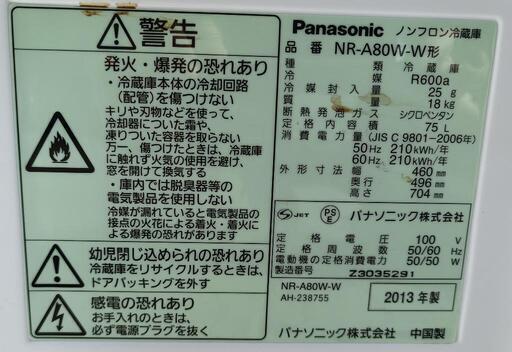 警告
発火・爆発の恐れあり
・冷蔵庫本体の冷却回路
(配管)を傷つけない
キリや刃物などを使って、
冷却器についた霜や、
凍りついた容器を取らない
万一、傷つけたときは、冷蔵庫
に触れず火気の使用を避け、
窓を開けて換気する
・庫内では脱臭器等の
電気製品を使用しない
冷媒が漏れていると電気製品の
接点の火花による着火・着火に
よる爆発の恐れがあります
幼児閉じ込められの恐れあり
冷蔵庫をリサイクルするときは、
ドアパッキングを外す
感電の恐れあり
お手入れのときは、
必ず電源プラグを抜く
Panasonic ノンフロン冷蔵庫
品番 NR-A80W-W形
種類 冷蔵庫
冷媒 R600a
冷媒封入量 25g
質量 18kg
断熱発泡ガス シクロペンタン
定格内容積 75L
消費電力量(JIS C 9801-2006年)
50Hz 210kWh/年
60Hz 210kWh/年
外形寸法 幅 460mm
奥行 496mm
高さ 704mm
S-JET PSE パナソニック株式会社
定格電圧 100V
定格周波数 50/60Hz
電動機の定格消費電力 50/50W
製造番号 Z3035291
NR-A80W-W
AH-238755
2013年製
パナソニック株式会社 中国製